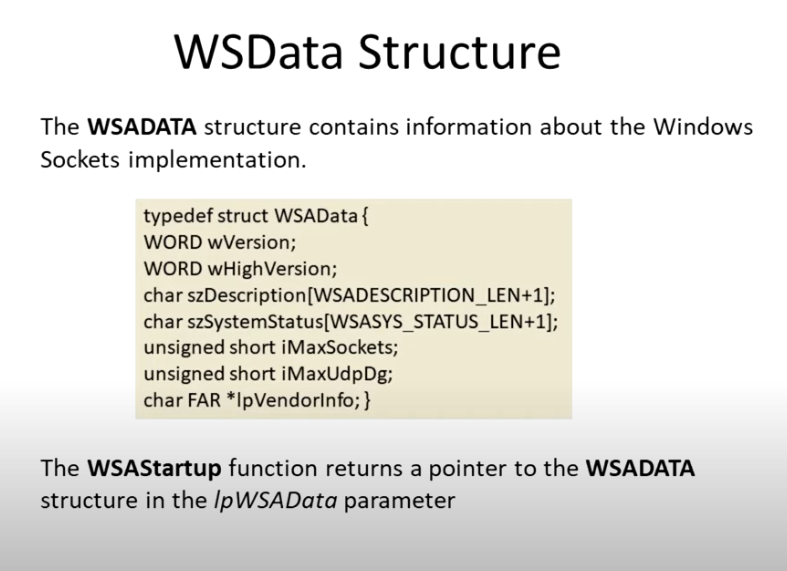 WSData Structure
The WSADATA structure contains information about the Windows
Sockets implementation.
typedef struct WSAData {
WORD wVersion;
WORD wHighVersion;
char szDescription[WSADESCRIPTION_LEN+1];
char szSystemStatus[WSASYS_STATUS_LEN+1];
unsigned short iMaxSockets;
unsigned short iMaxUdpDg;
char FAR *lpVendorInfo; }
The WSAStartup function returns a pointer to the WSADATA
structure in the lpWSAData parameter